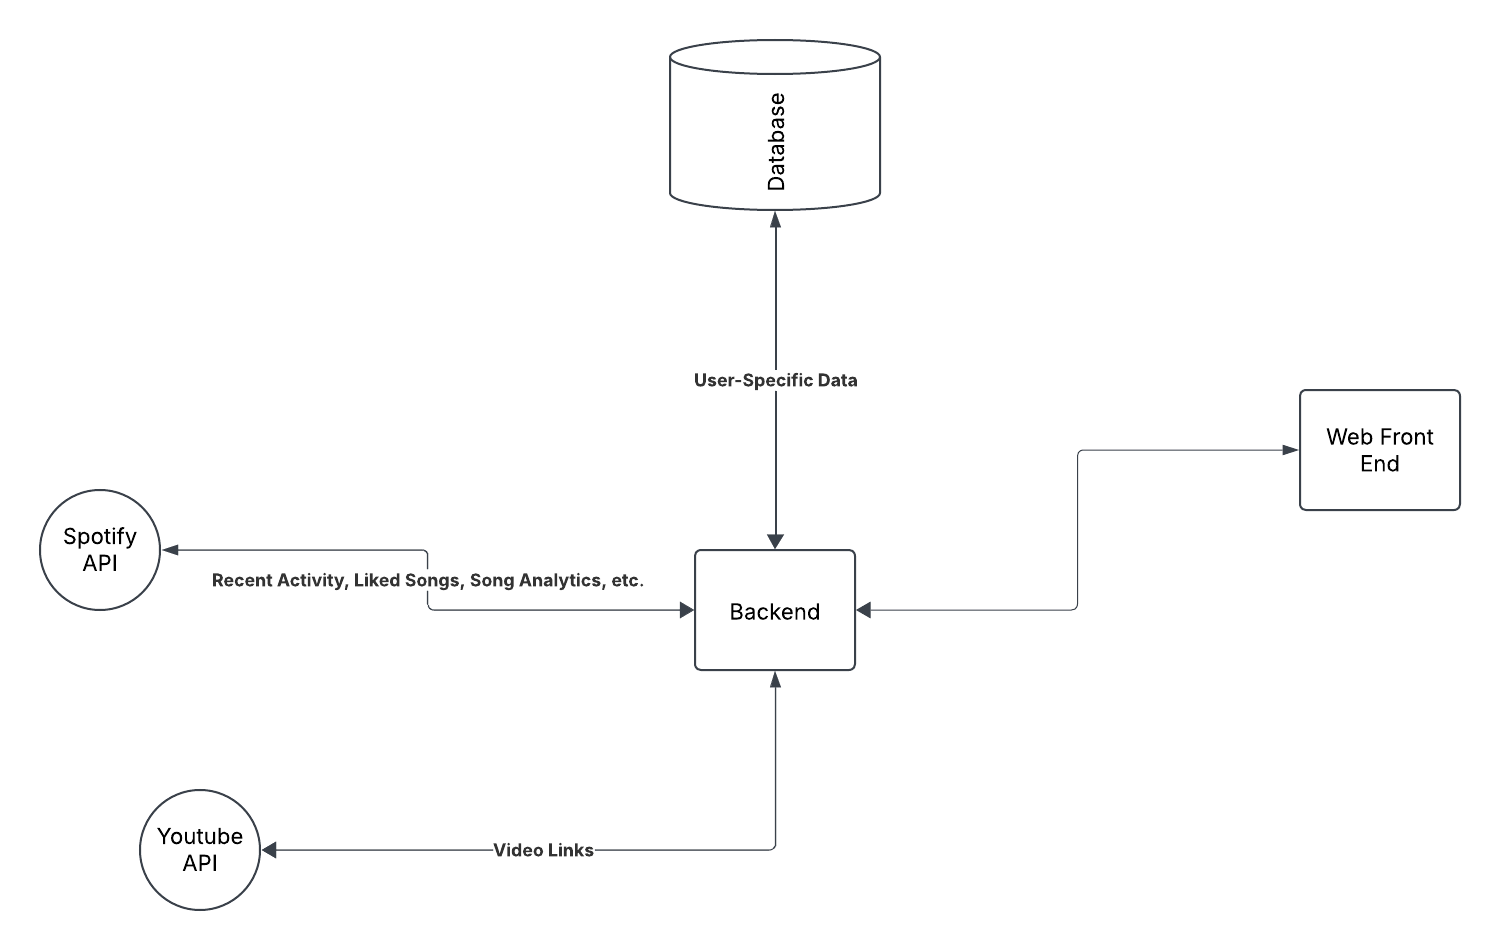 Database
User-Specific Data
Web Front
End
Spotify
API
Recent Activity, Liked Songs, Song Analytics, etc.
Backend
Youtube
API
Video Links